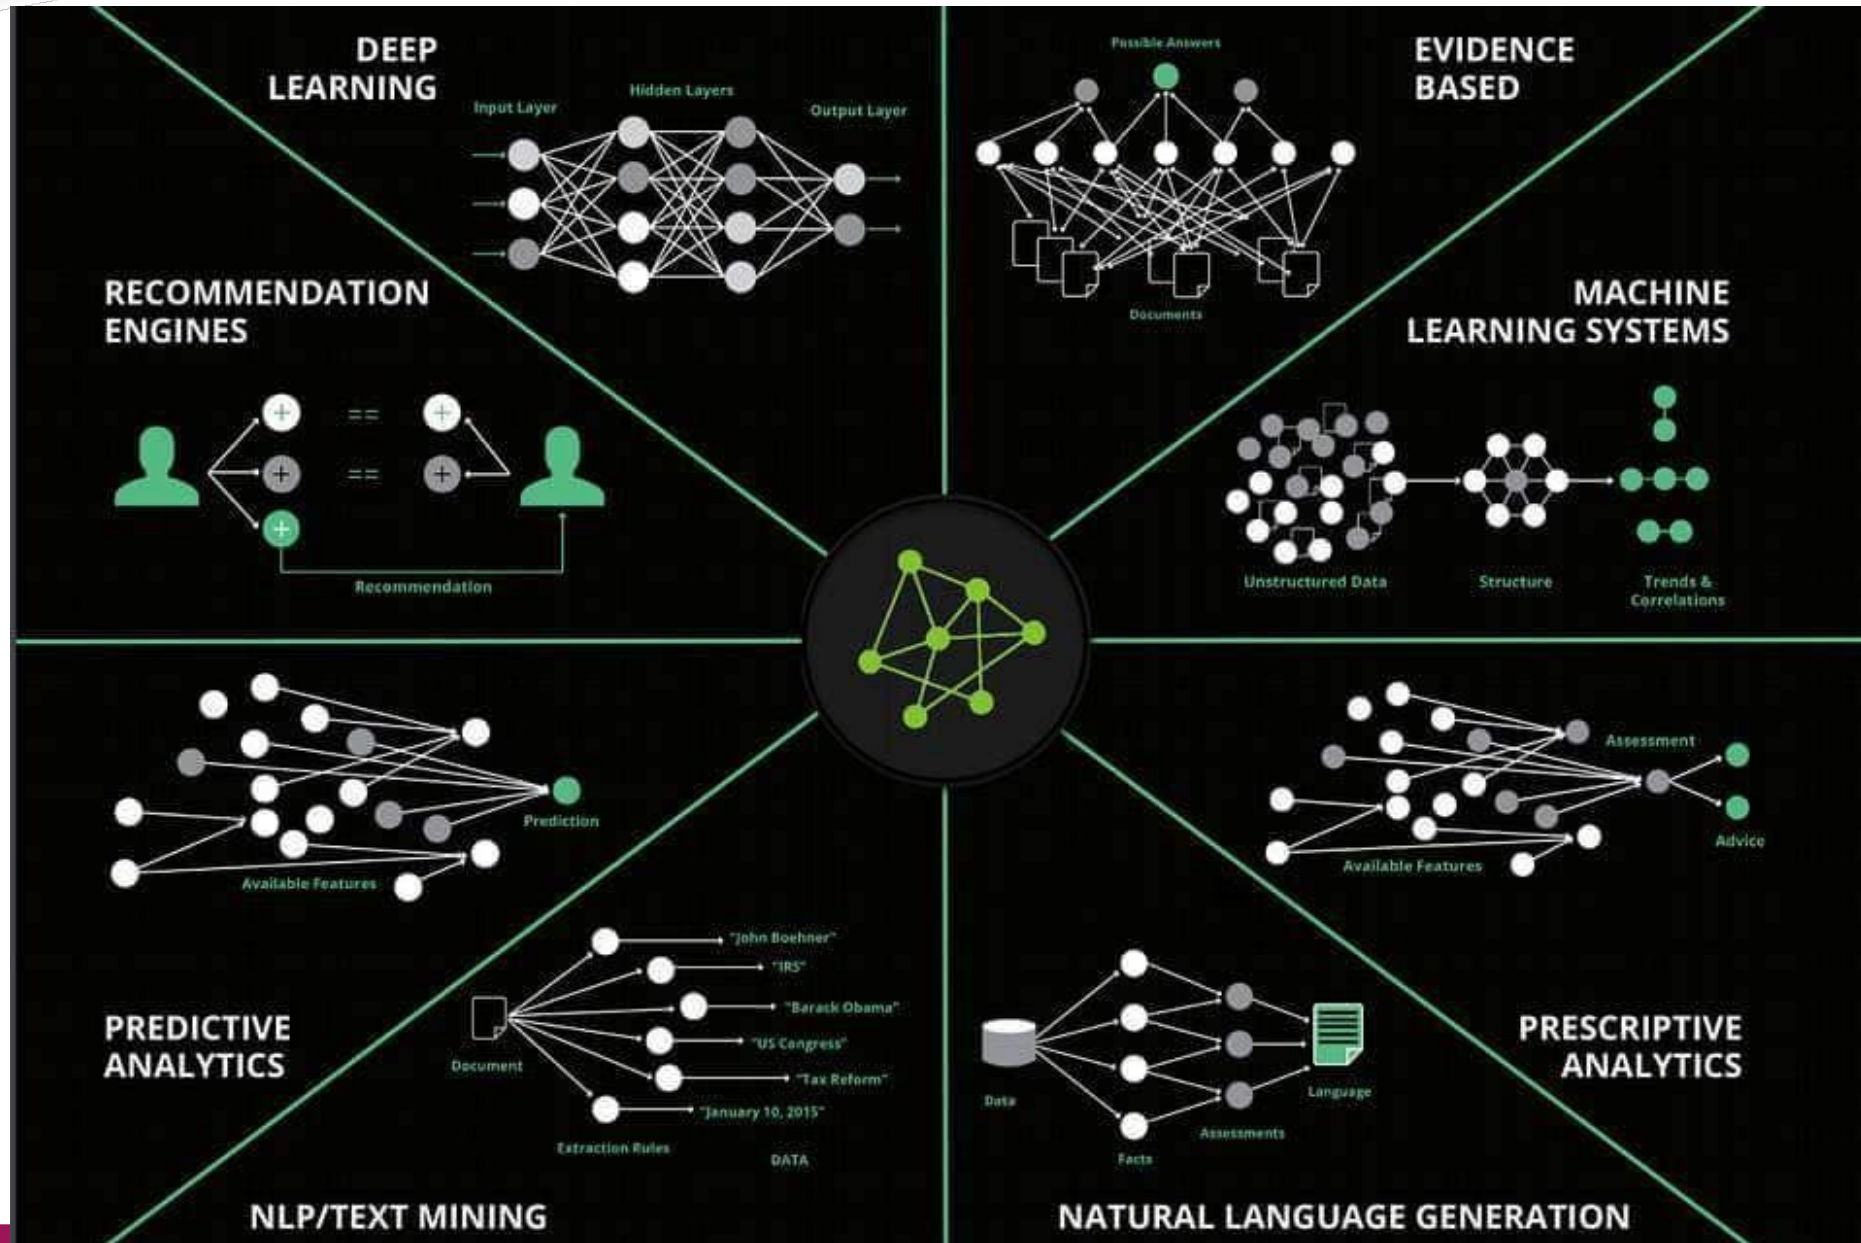 DEEP
LEARNING
Input Layer
Hidden Layers
Output Layer
Possible Answers
EVIDENCE
BASED
Documents
RECOMMENDATION
ENGINES
+ == +
+ == +
+
Recommendation
MACHINE
LEARNING SYSTEMS
Unstructured Data
Structure
Trends &
Correlations
Prediction
Available Features
PREDICTIVE
ANALYTICS
Assessment
Advice
Available Features
PRESCRIPTIVE
ANALYTICS
Document
"John Boehner"
"IRS"
"Barack Obama"
"US Congress"
"Tax Reform"
"January 10, 2015"
Extraction Rules
DATA
NLP/TEXT MINING
Data
Facts
Assessments
Language
NATURAL LANGUAGE GENERATION